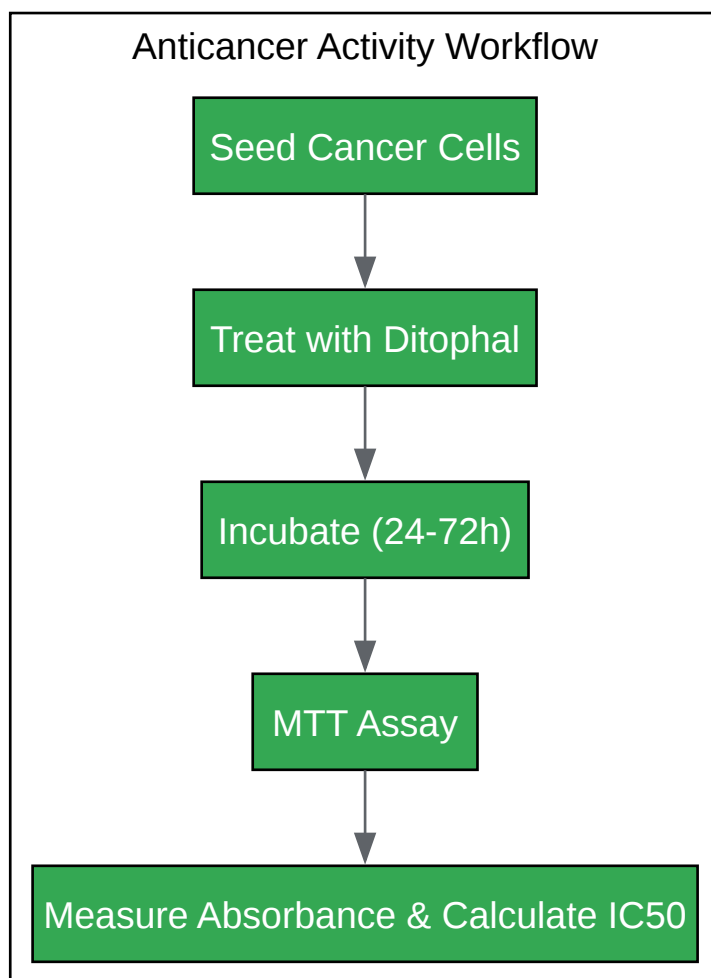 Anticancer Activity Workflow
Seed Cancer Cells
Treat with Ditophal
Incubate (24-72h)
MTT Assay
Measure Absorbance & Calculate IC50